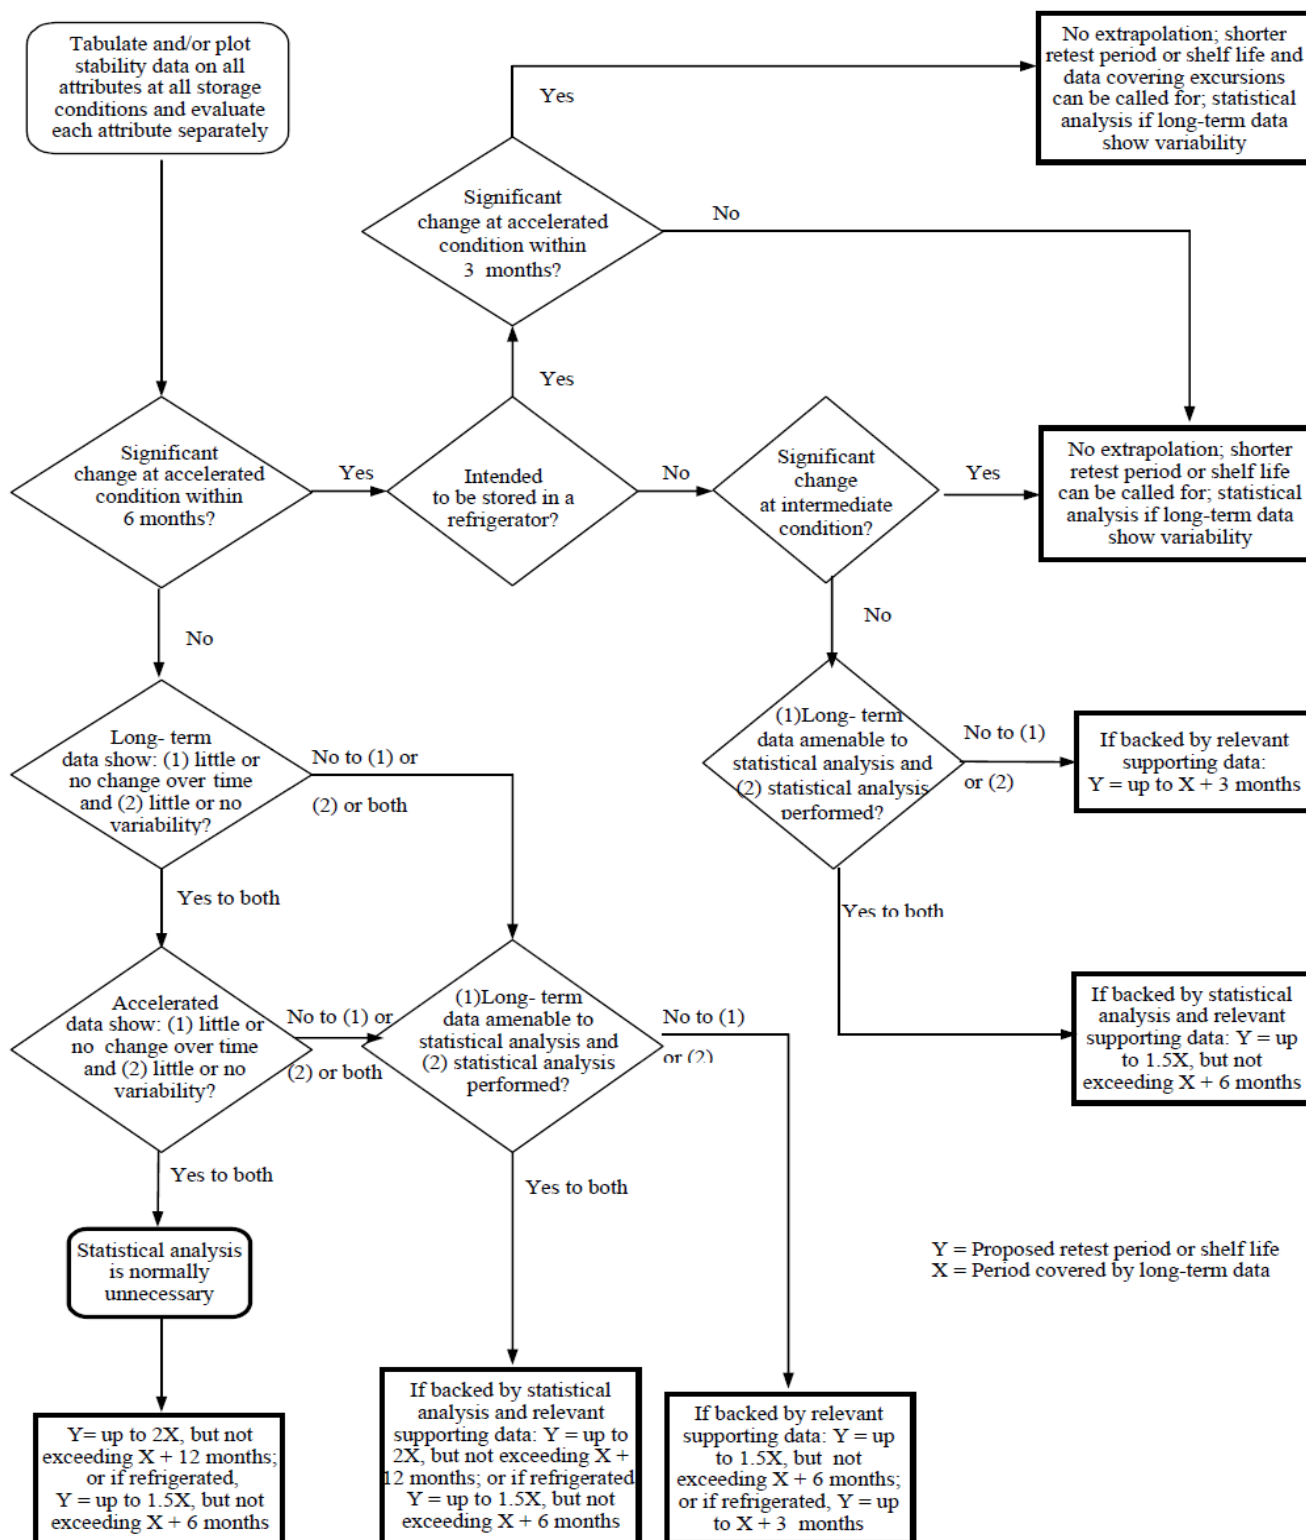 Tabulate and/or plot
stability data on all
attributes at all storage
conditions and evaluate
each attribute separately
No extrapolation; shorter
retest period or shelf life and
data covering excursions
can be called for; statistical
analysis if long-term data
show variability
Yes
Significant
change at accelerated
condition within
3 months?
No
Yes
Significant
change at accelerated
condition within
6 months?
Yes
Intended
to be stored in a
refrigerator?
No
Significant
change
at intermediate
condition?
Yes
No extrapolation; shorter
retest period or shelf life
can be called for; statistical
analysis if long-term data
show variability
No
No
Long- term
data show: (1) little or
no change over time
and (2) little or no
variability?
No to (1) or
(2) or both
(1)Long- term
data amenable to
statistical analysis and
(2) statistical analysis
performed?
No to (1)
or (2)
If backed by relevant
supporting data:
Y = up to X + 3 months
Yes to both
Yes to both
Accelerated
data show: (1) little or
no change over time
and (2) little or no
variability?
No to (1) or
(2) or both
(1)Long- term
data amenable to
statistical analysis and
(2) statistical analysis
performed?
No to (1)
or (2)
If backed by statistical
analysis and relevant
supporting data: Y = up
to 1.5X, but not
exceeding X + 6 months
Yes to both
Yes to both
Statistical analysis
is normally
unnecessary
Y = Proposed retest period or shelf life
X = Period covered by long-term data
Y= up to 2X, but not
exceeding X + 12 months;
or if refrigerated,
Y = up to 1.5X, but not
exceeding X + 6 months
If backed by statistical
analysis and relevant
supporting data: Y = up to
2X, but not exceeding X +
12 months; or if refrigerated
Y = up to 1.5X, but not
exceeding X + 6 months
If backed by relevant
supporting data: Y = up
to 1.5X, but not
exceeding X + 6 months;
or if refrigerated, Y = up
to X + 3 months